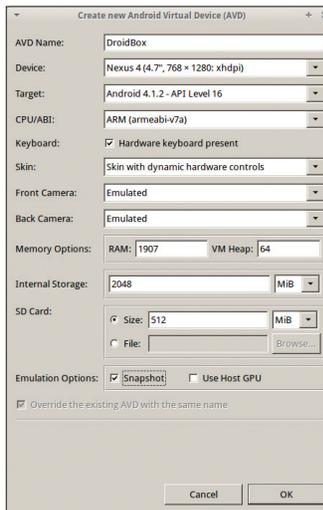 Create new Android Virtual Device (AVD)
AVD Name: DroidBox
Device: Nexus 4 (4.7", 768 × 1280: xhdpi)
Target: Android 4.1.2 - API Level 16
CPU/ABI: ARM (armeabi-v7a)
Keyboard: Hardware keyboard present
Skin: Skin with dynamic hardware controls
Front Camera: Emulated
Back Camera: Emulated
Memory Options: RAM: 1907 VM Heap: 64
Internal Storage: 2048 MiB
SD Card:
Size: 512 MiB
File: Browse...
Emulation Options: Snapshot Use Host GPU
Override the existing AVD with the same name
Cancel OK